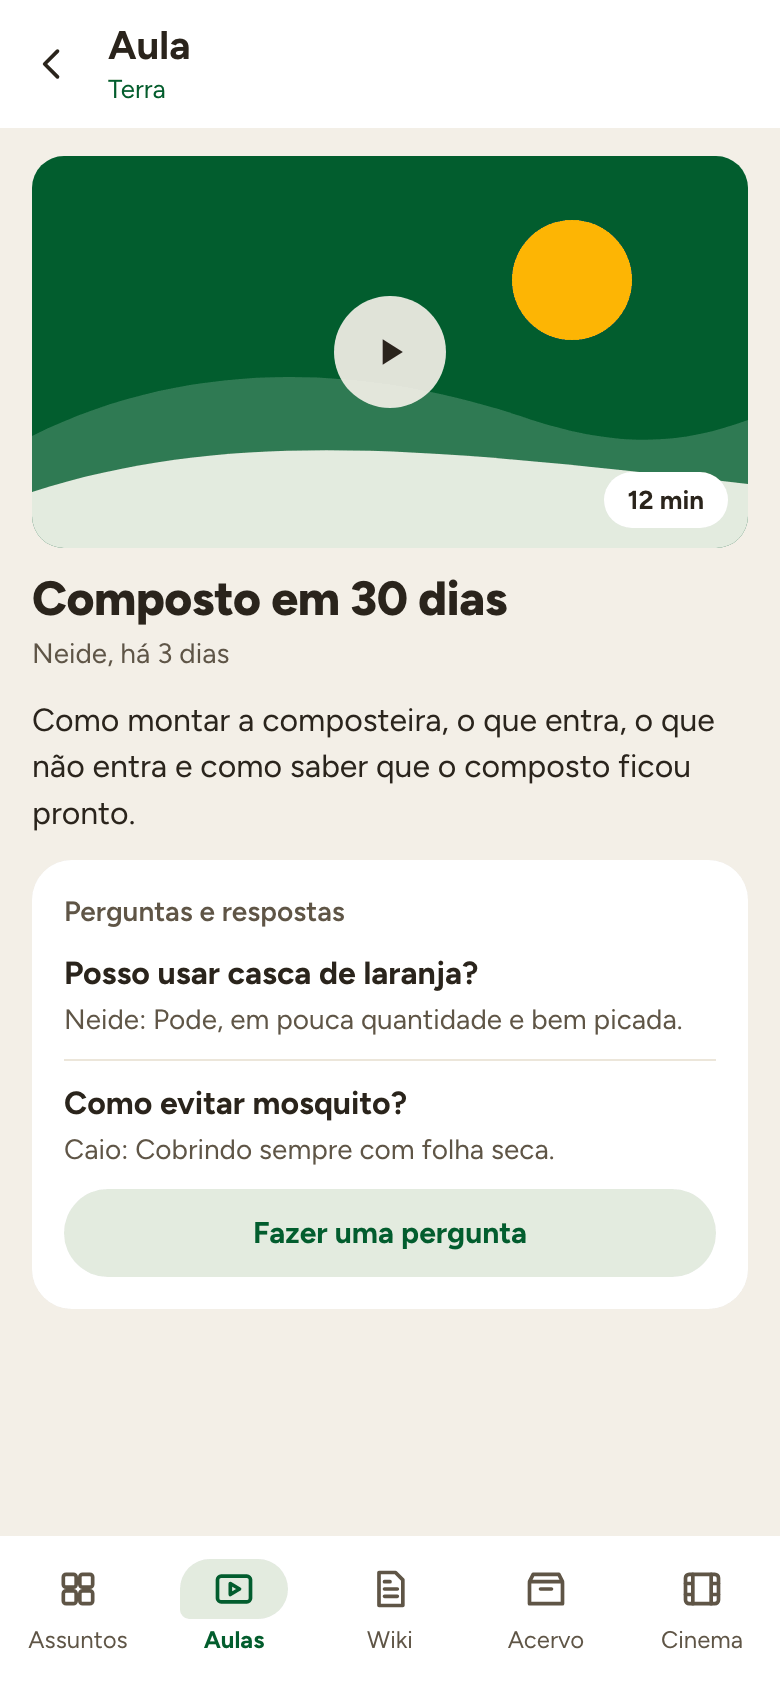 Aula
Terra
12 min
Composto em 30 dias
Neide, há 3 dias
Como montar a composteira, o que entra, o que
não entra e como saber que o composto ficou
pronto.
Perguntas e respostas
Posso usar casca de laranja?
Neide: Pode, em pouca quantidade e bem picada.
Como evitar mosquito?
Caio: Cobrindo sempre com folha seca.
Fazer uma pergunta
Assuntos
Aulas
Wiki
Acervo
Cinema